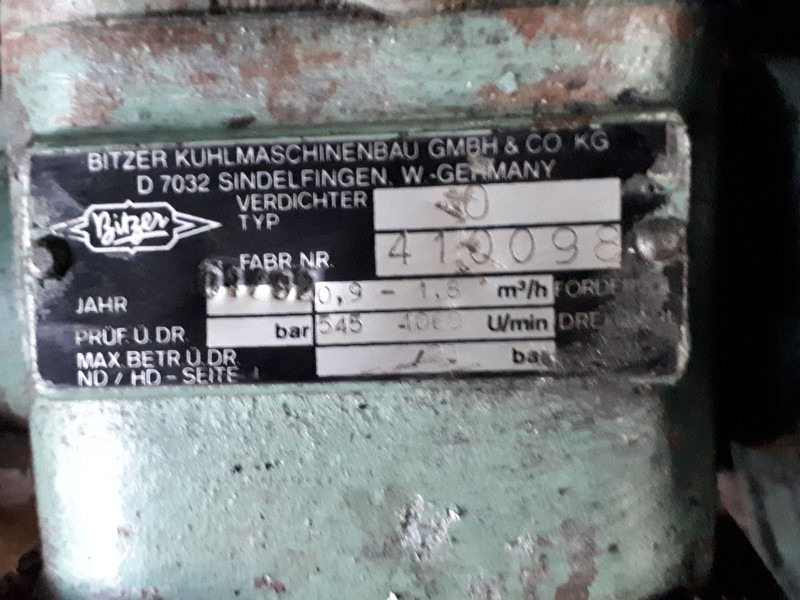 BITZER KUHLMASCHINENBAU GMBH & CO KG
D 7032 SINDELFINGEN, W.-GERMANY
Bitzer
VERDICHTER
TYP
FABR. NR. 410098
JAHR 0,9 - 1,8 m³/h
PRÜF. Ü. DR. bar 545 U/min
MAX. BETR. Ü. DR. bar
ND / HD - SEITE